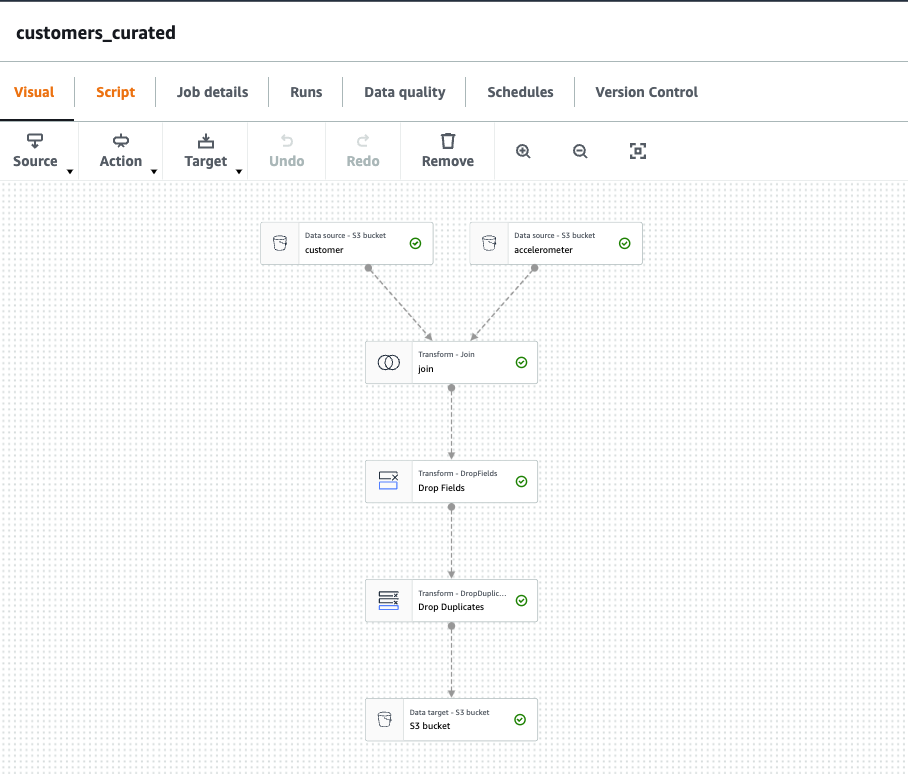 customers_curated
Visual
Script
Job details
Runs
Data quality
Schedules
Version Control
Source
Action
Target
Undo
Redo
Remove
Data source - S3 bucket
customer
Data source - S3 bucket
accelerometer
Transform - Join
join
Transform - DropFields
Drop Fields
Transform - DropDuplic...
Drop Duplicates
Data target - S3 bucket
S3 bucket